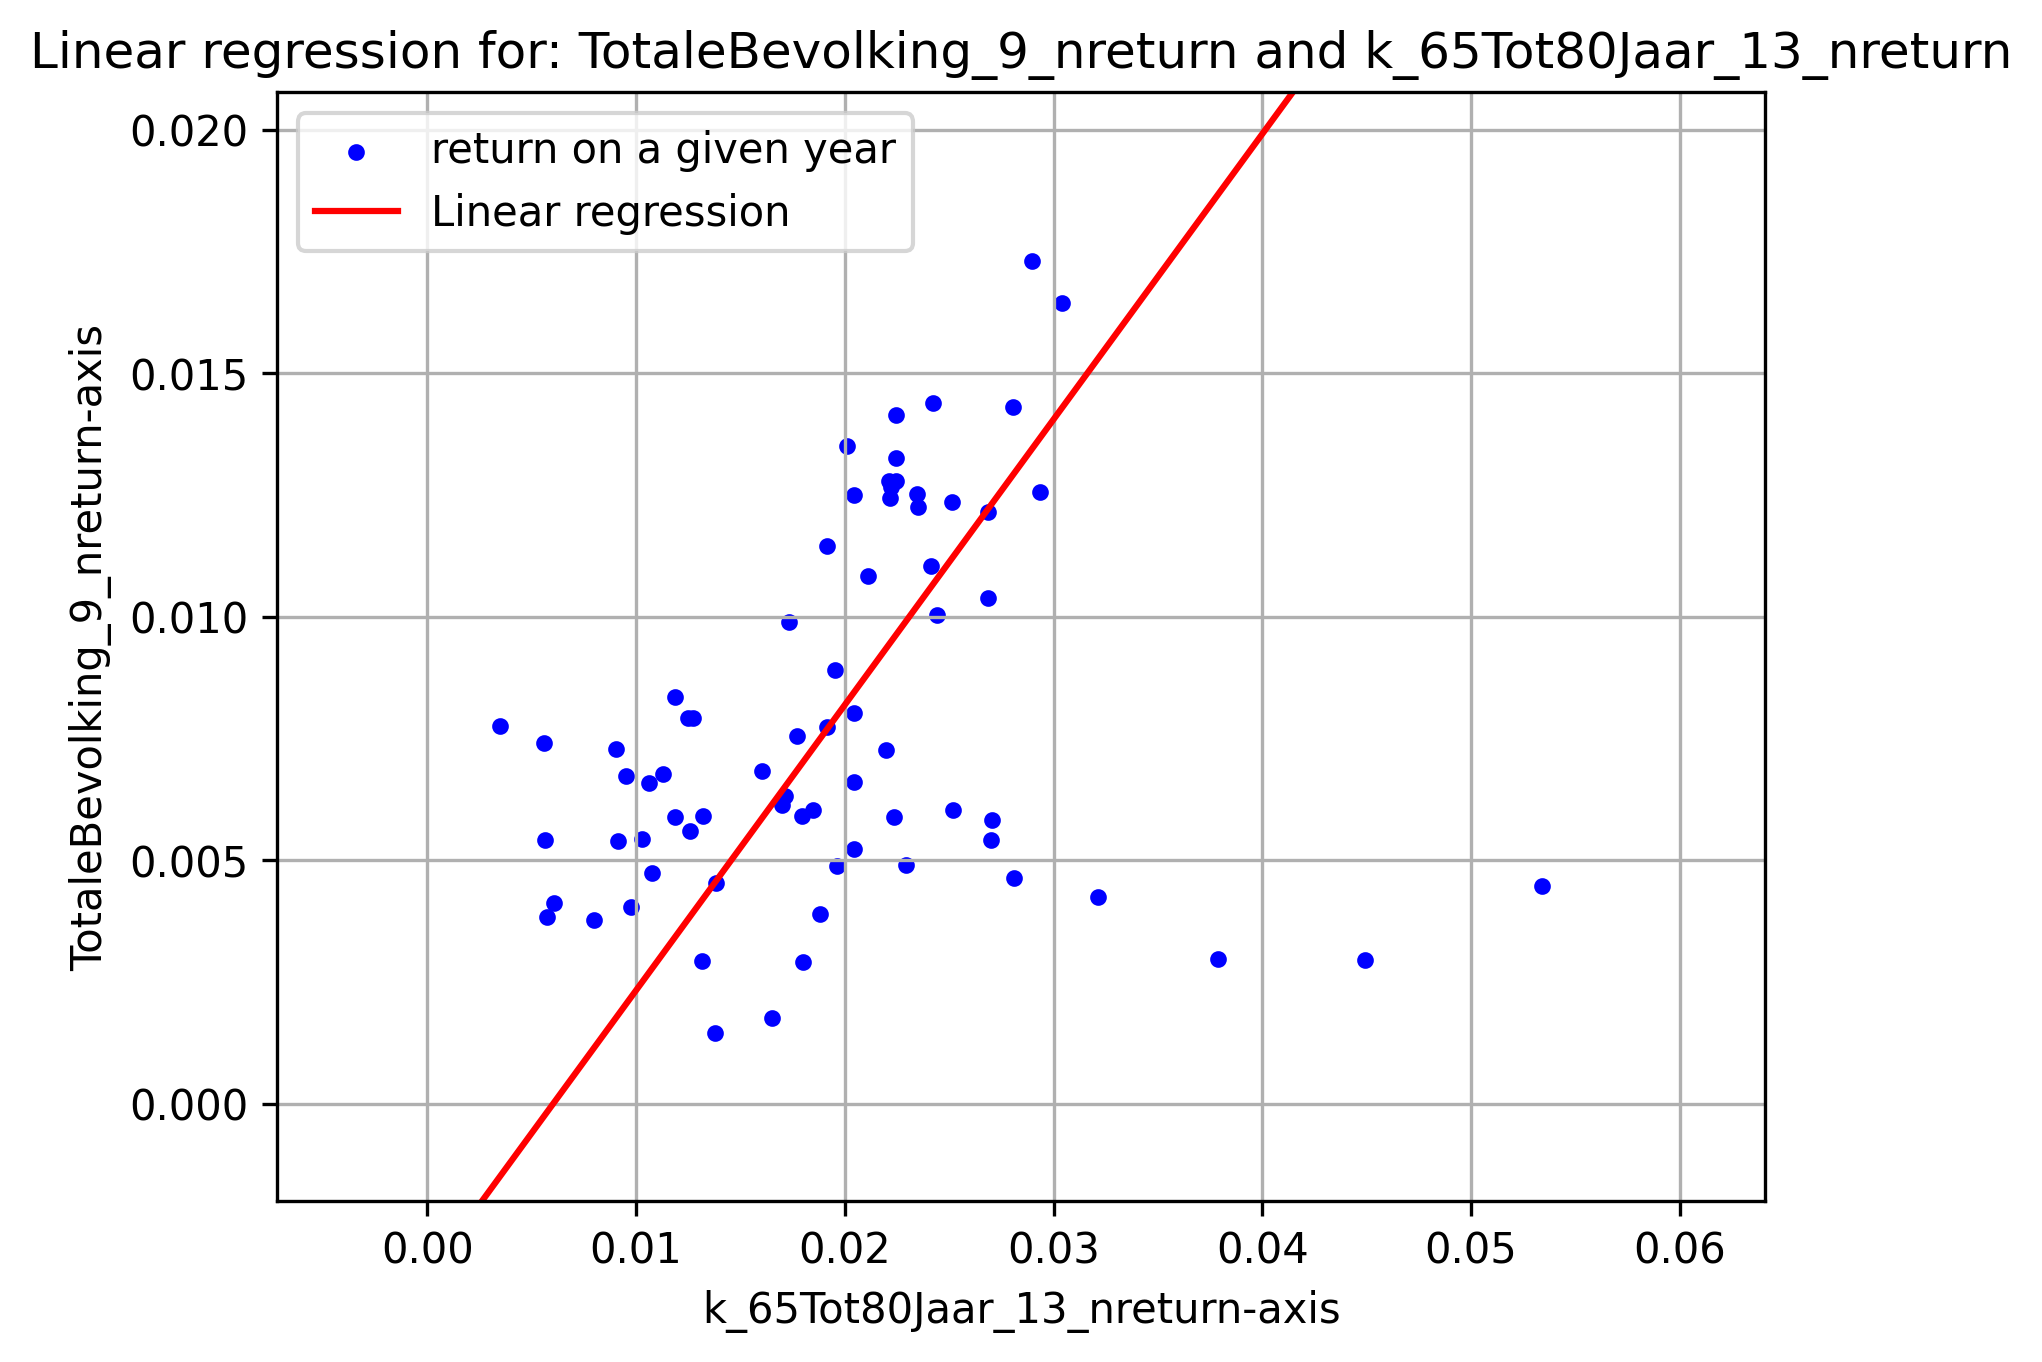 Linear regression for: TotaleBevolking_9_nreturn and k_65Tot80Jaar_13_nreturn
return on a given year
Linear regression
TotaleBevolking_9_nreturn-axis
0.020
0.015
0.010
0.005
0.000
0.00 0.01 0.02 0.03 0.04 0.05 0.06
k_65Tot80Jaar_13_nreturn-axis